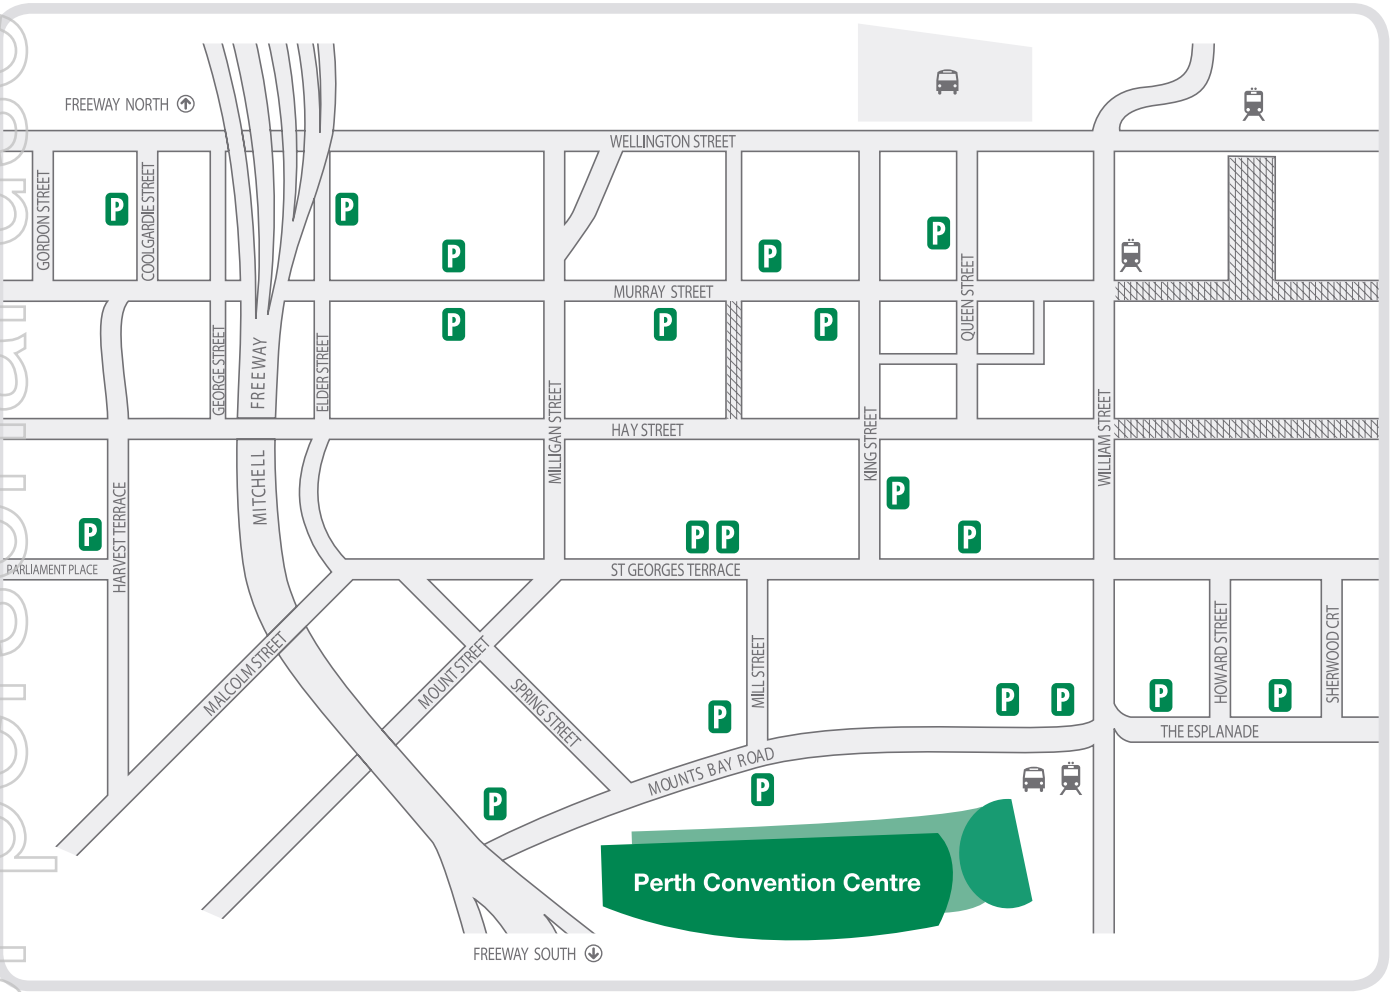 FREEWAY NORTH
WELLINGTON STREET
GORDON STREET
COOLGARDIE STREET
P
P
P
P
P
QUEEN STREET
MURRAY STREET
P
P
P
GEORGE STREET
FREEWAY
ELDER STREET
MILLIGAN STREET
KING STREET
WILLIAM STREET
HAY STREET
MITCHELL
HARVEST TERRACE
P
P
P
P
P
PARLIAMENT PLACE
ST GEORGES TERRACE
MALCOLM STREET
MOUNT STREET
SPRING STREET
MILL STREET
HOWARD STREET
SHERWOOD CRT
P
P
P
P
P
THE ESPLANADE
MOUNTS BAY ROAD
P
P
Perth Convention Centre
FREEWAY SOUTH